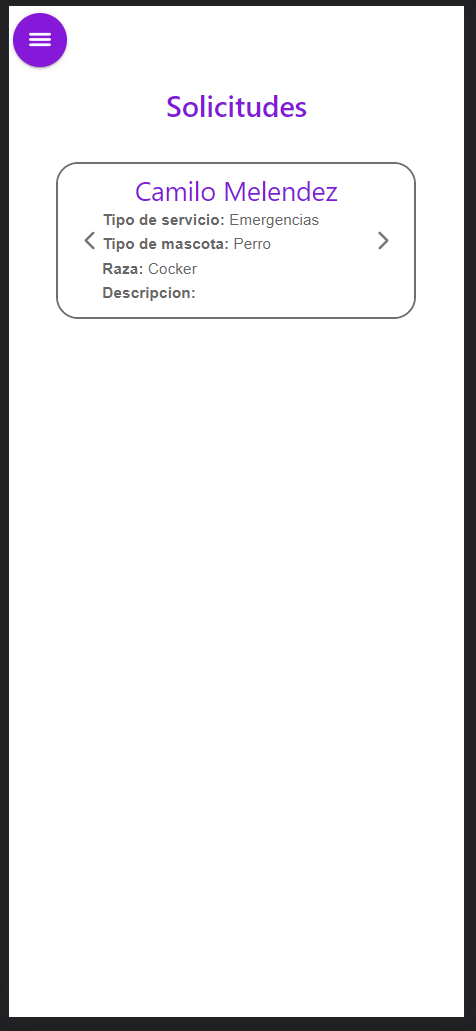 Solicitudes
Camilo Melendez
Tipo de servicio: Emergencias
Tipo de mascota: Perro
Raza: Cocker
Descripcion: